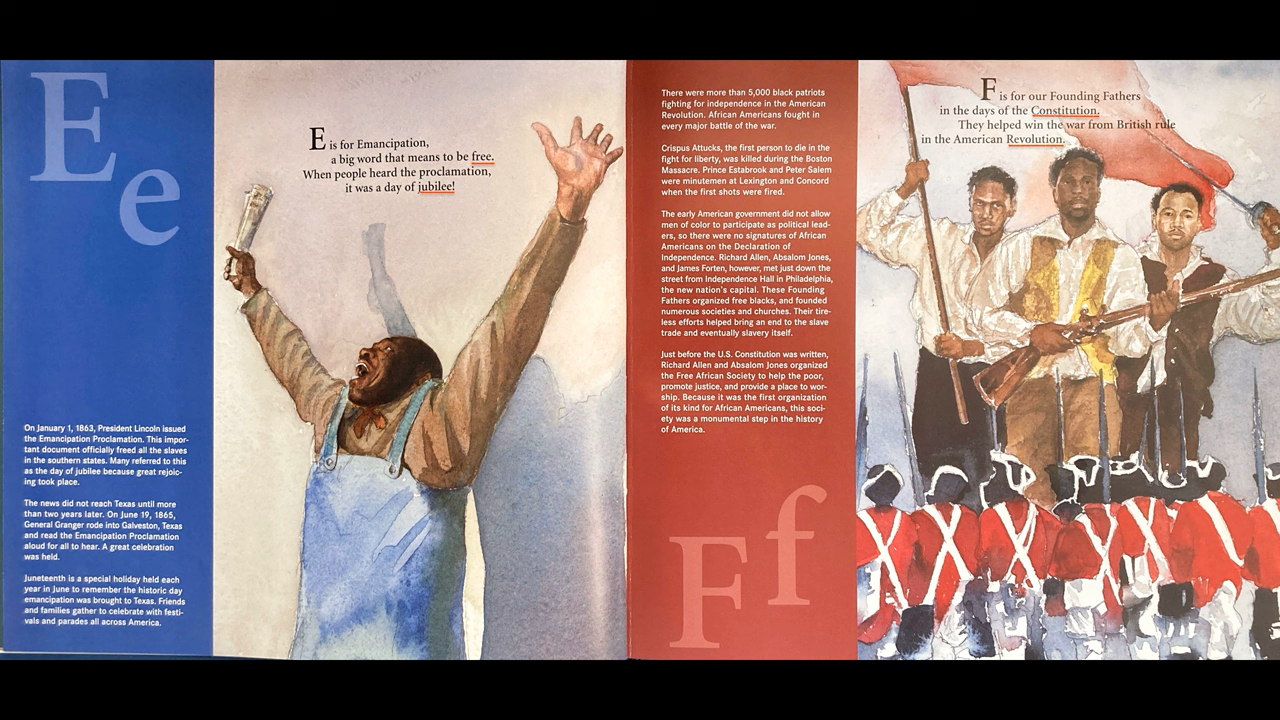 Ee
E is for Emancipation,
a big word that means to be free.
When people heard the proclamation,
it was a day of jubilee!
On January 1, 1863, President Lincoln issued
the Emancipation Proclamation. This impor-
tant document officially freed all the slaves
in the southern states. Many referred to this
as the day of jubilee because great rejoic-
ing took place.
The news did not reach Texas until more
than two years later. On June 19, 1865,
General Granger rode into Galveston, Texas
and read the Emancipation Proclamation
aloud for all to hear. A great celebration
was held.
Juneteenth is a special holiday held each
year in June to remember the historic day
emancipation was brought to Texas. Friends
and families gather to celebrate with festi-
vals and parades all across America.
There were more than 5,000 black patriots
fighting for independence in the American
Revolution. African Americans fought in
every major battle of the war.
Crispus Attucks, the first person to die in the
fight for liberty, was killed during the Boston
Massacre. Prince Estabrook and Peter Salem
were minutemen at Lexington and Concord
when the first shots were fired.
The early American government did not allow
men of color to participate as political lead-
ers, so there were no signatures of African
Americans on the Declaration of
Independence. Richard Allen, Absalom Jones,
and James Forten, however, met just down the
street from Independence Hall in Philadelphia,
the new nation's capital. These Founding
Fathers organized free blacks, and founded
numerous societies and churches. Their tire-
less efforts helped bring an end to the slave
trade and eventually slavery itself.
Just before the U.S. Constitution was written,
Richard Allen and Absalom Jones organized
the Free African Society to help the poor,
promote justice, and provide a place to wor-
ship. Because it was the first organization
of its kind for African Americans, this soci-
ety was a monumental step in the history
of America.
Ff
F is for our Founding Fathers
in the days of the Constitution.
They helped win the war from British rule
in the American Revolution.